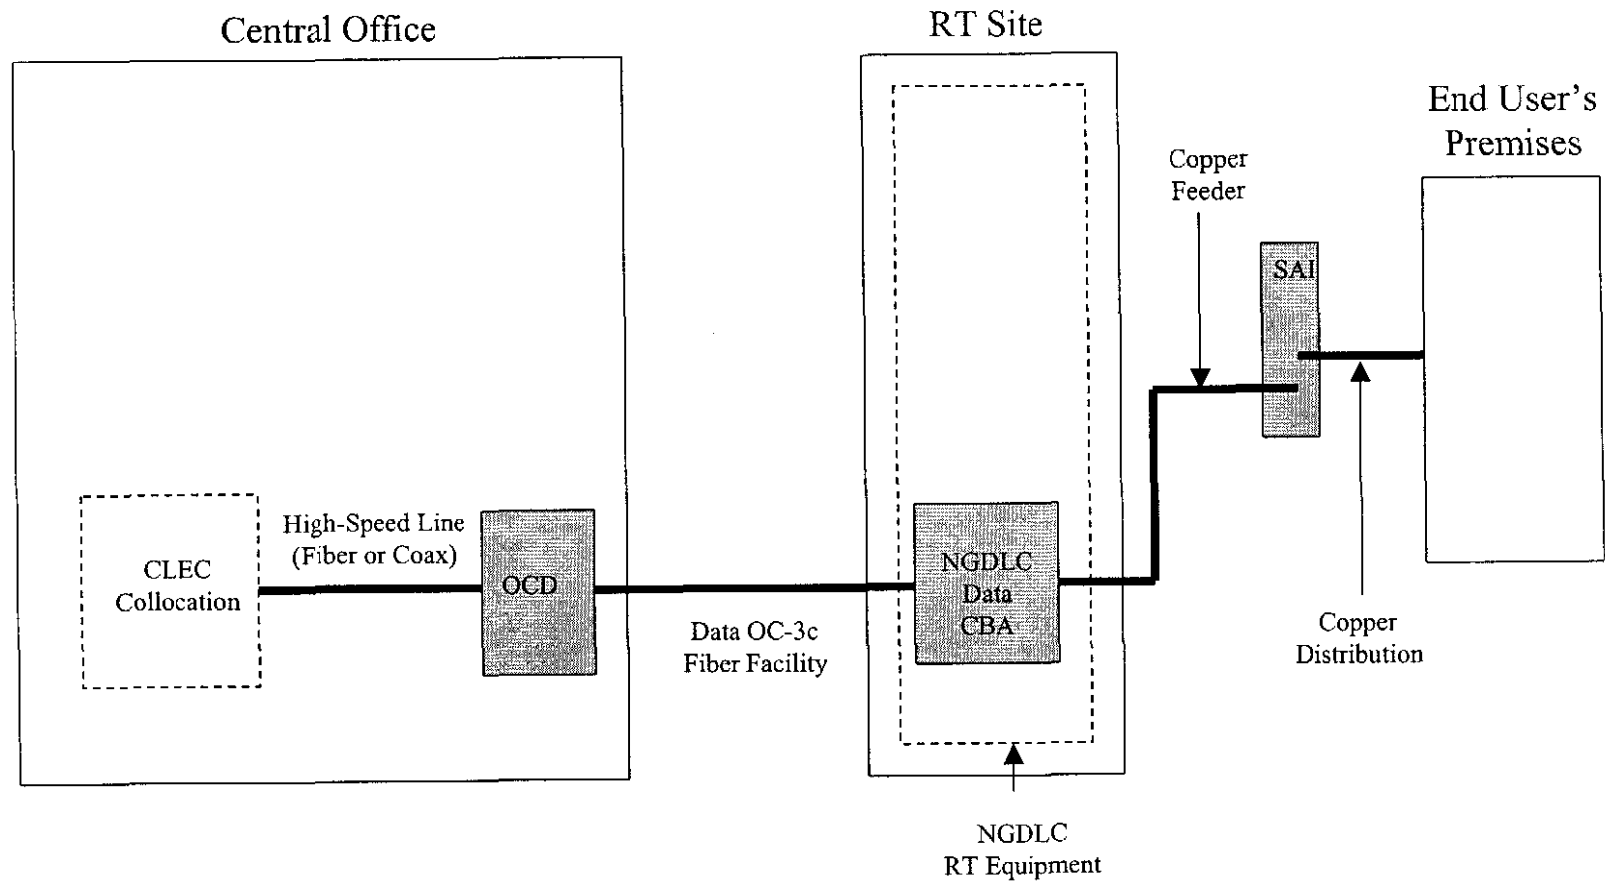 Central Office
RT Site
End User's
Premises
Copper
Feeder
SAI
High-Speed Line
(Fiber or Coax)
CLEC
Collocation
OCD
Data OC-3c
Fiber Facility
NGDLC
Data
CBA
Copper
Distribution
NGDLC
RT Equipment